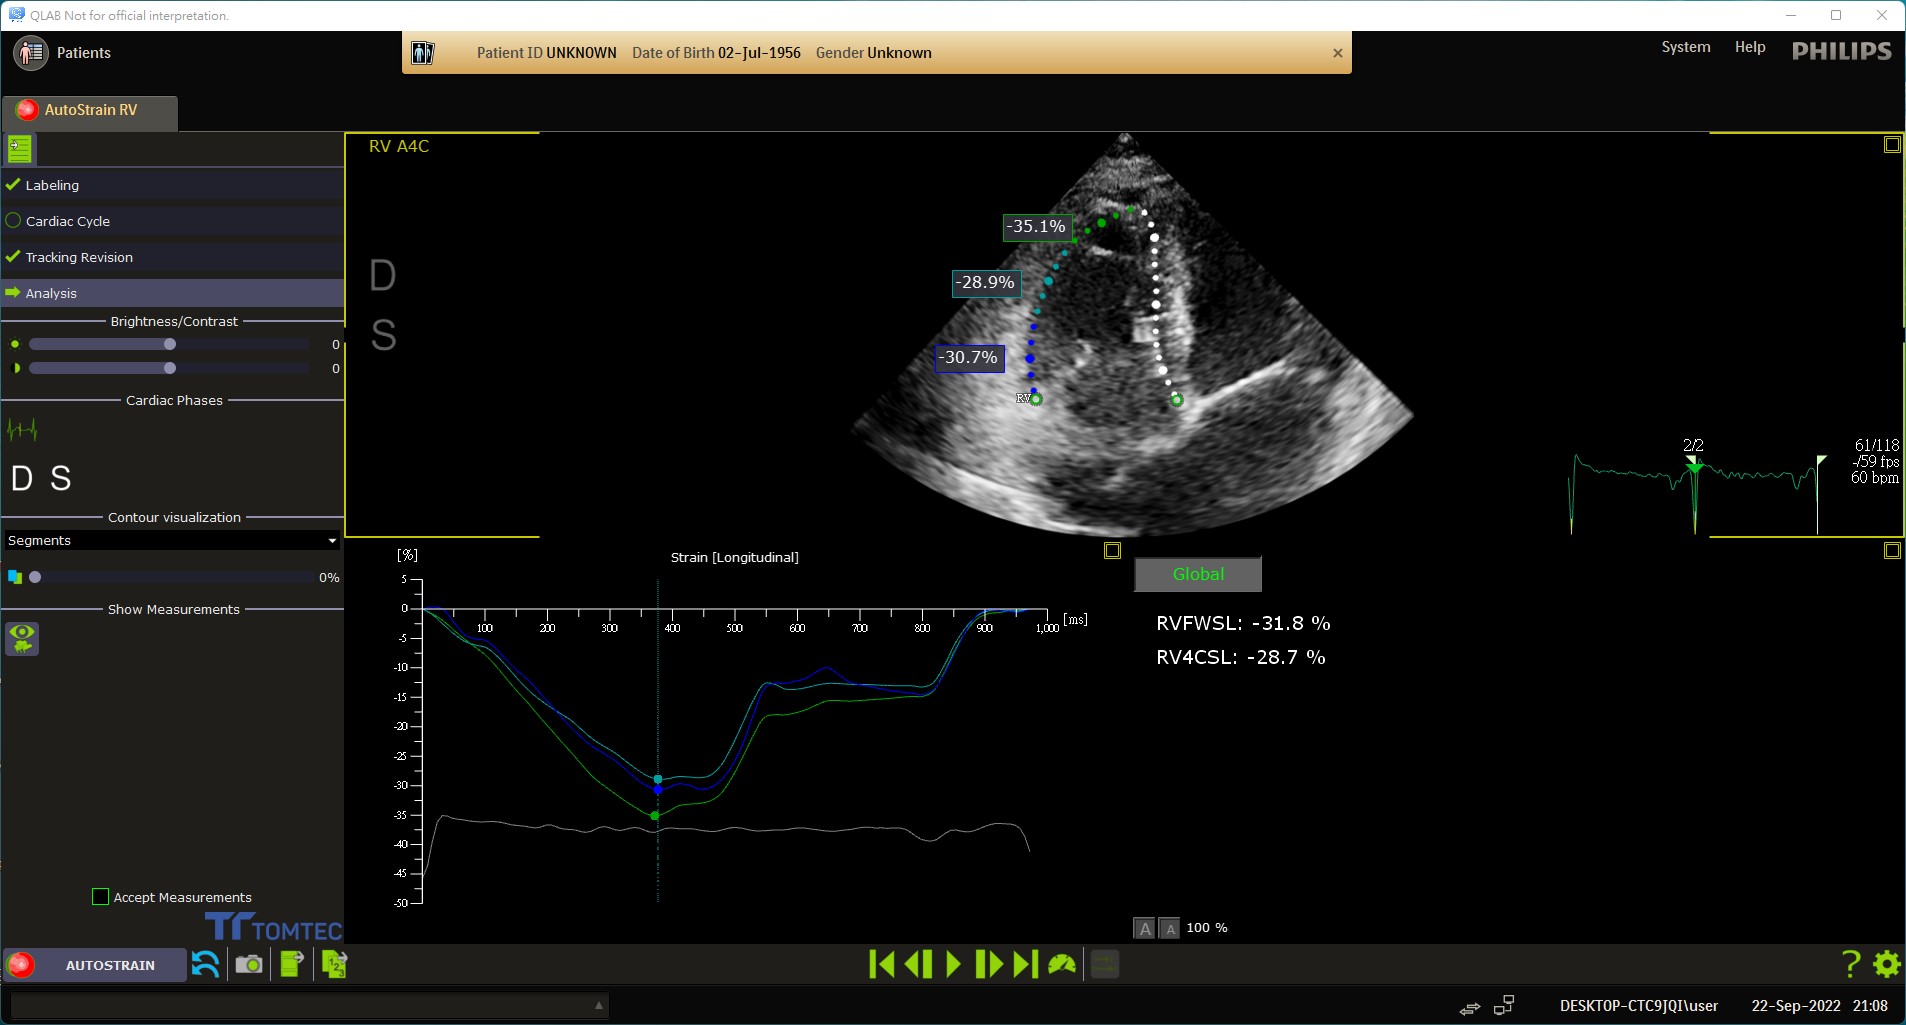 QLAB Not for official interpretation.
Patients
Patient ID UNKNOWN Date of Birth 02-Jul-1956 Gender Unknown
System Help PHILIPS
AutoStrain RV
Labeling
Cardiac Cycle
Tracking Revision
Analysis
Brightness/Contrast
0
0
Cardiac Phases
D S
Contour visualization
Segments
0%
Show Measurements
Accept Measurements
TOMTEC
RV A4C
D
S
-35.1%
-28.9%
-30.7%
RV
2/2
61/118
-/59 fps
60 bpm
[%]
Strain [Longitudinal]
5
0
-5
-10
-15
-20
-25
-30
-35
-40
-45
-50
100 200 300 400 500 600 700 800 900 1,000 [ms]
Global
RVFWSL: -31.8 %
RV4CSL: -28.7 %
A A 100 %
AUTOSTRAIN
1 2 3
?
DESKTOP-CTC9JQI\user 22-Sep-2022 21:08